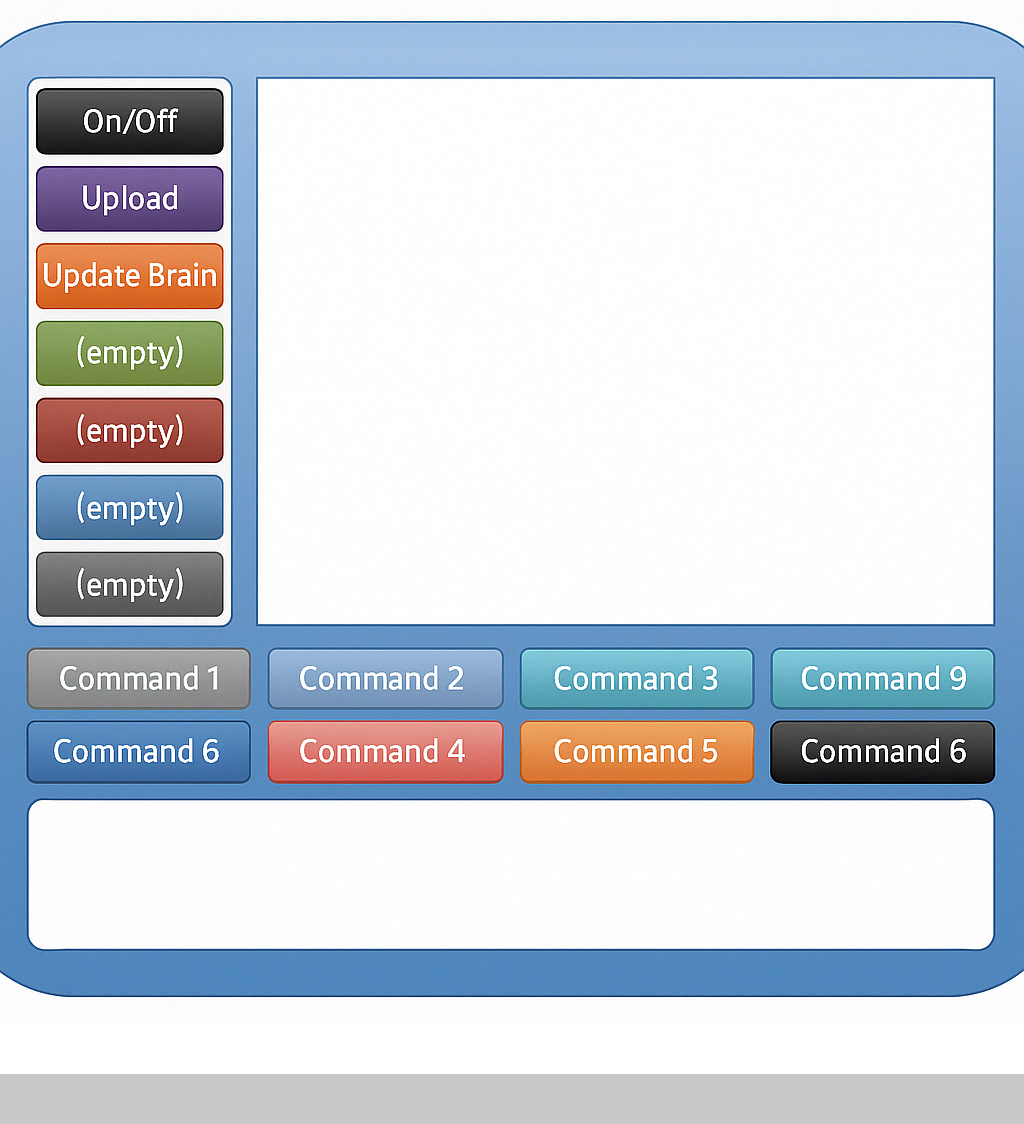 On/Off
Upload
Update Brain
(empty)
(empty)
(empty)
(empty)
Command 1
Command 2
Command 3
Command 9
Command 6
Command 4
Command 5
Command 6